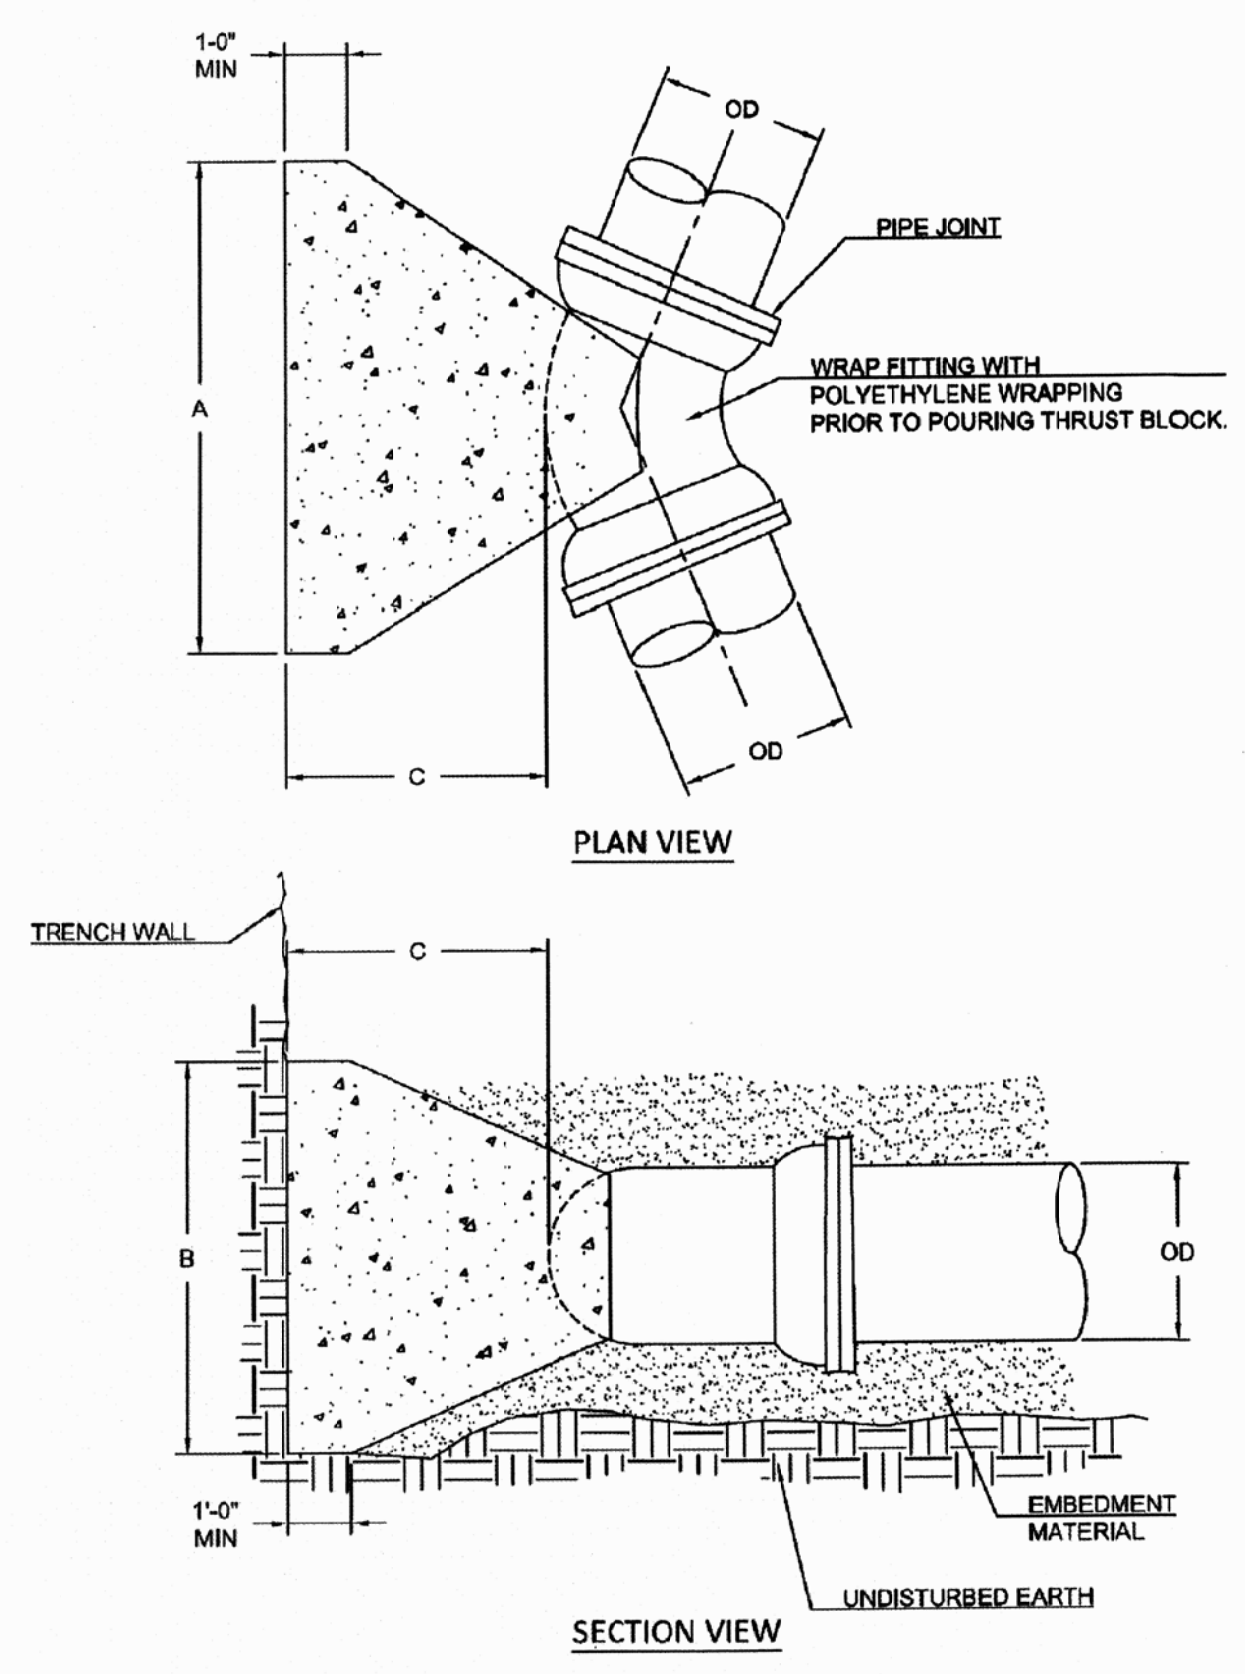 1-0"
MIN
OD
PIPE JOINT
WRAP FITTING WITH
POLYETHYLENE WRAPPING
PRIOR TO POURING THRUST BLOCK.
A
OD
C
PLAN VIEW
TRENCH WALL
C
B
OD
1'-0"
MIN
EMBEDMENT
MATERIAL
UNDISTURBED EARTH
SECTION VIEW